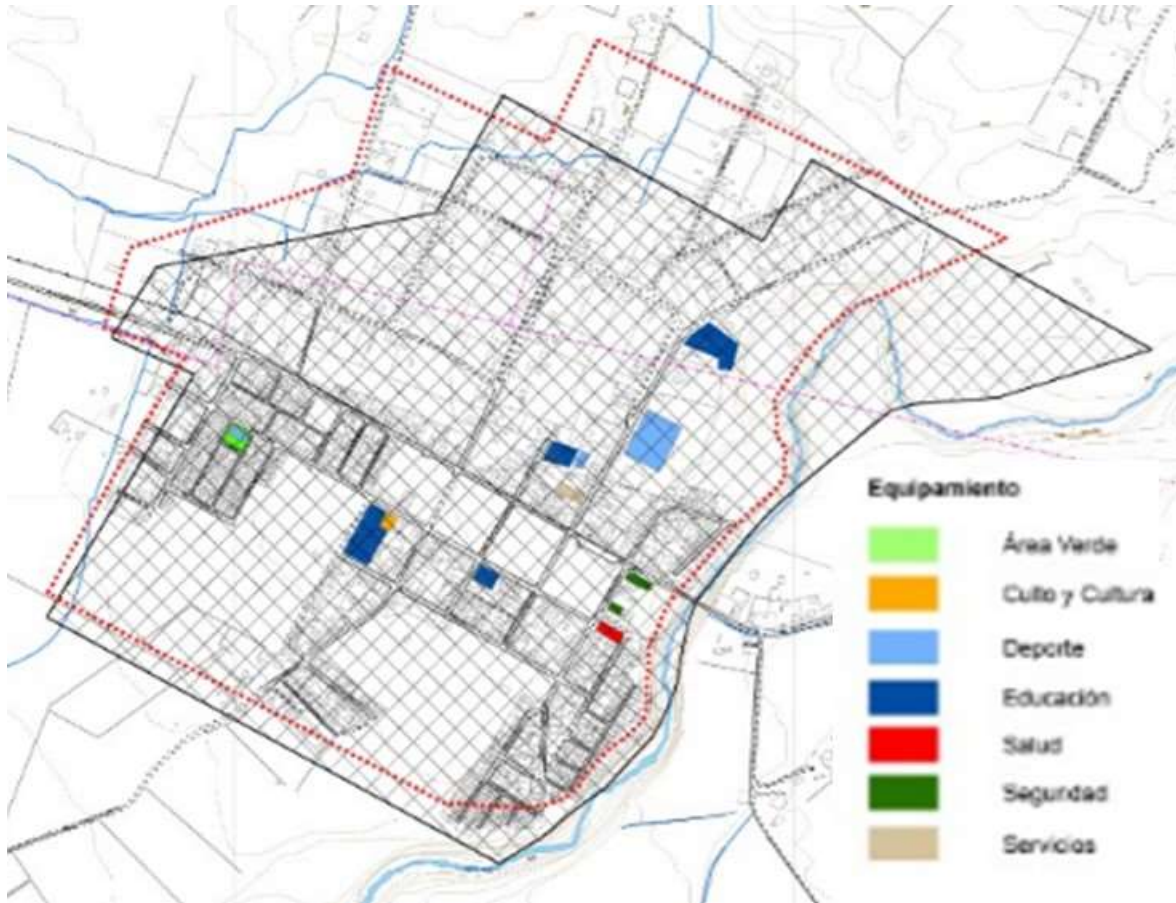 Equipamiento
Área Verde
Culto y Cultura
Deporte
Educación
Salud
Seguridad
Servicios